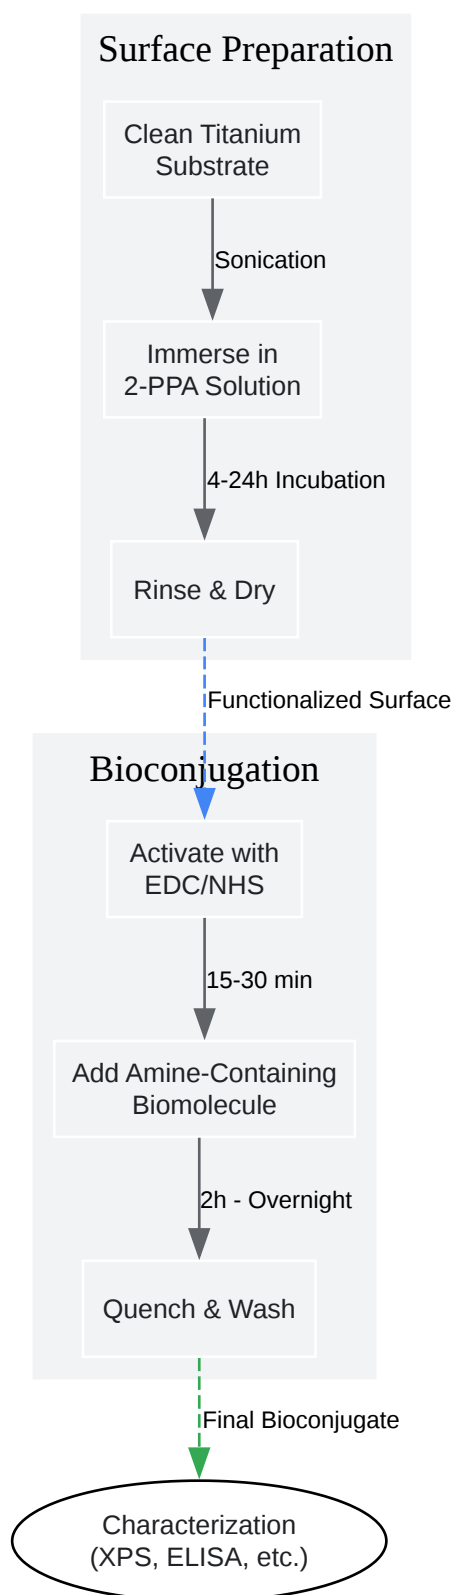 Surface Preparation
Clean Titanium
Substrate
Sonication
Immerse in
2-PPA Solution
4-24h Incubation
Rinse & Dry
Functionalized Surface
Bioconjugation
Activate with
EDC/NHS
15-30 min
Add Amine-Containing
Biomolecule
2h - Overnight
Quench & Wash
Final Bioconjugate
Characterization
(XPS, ELISA, etc.)